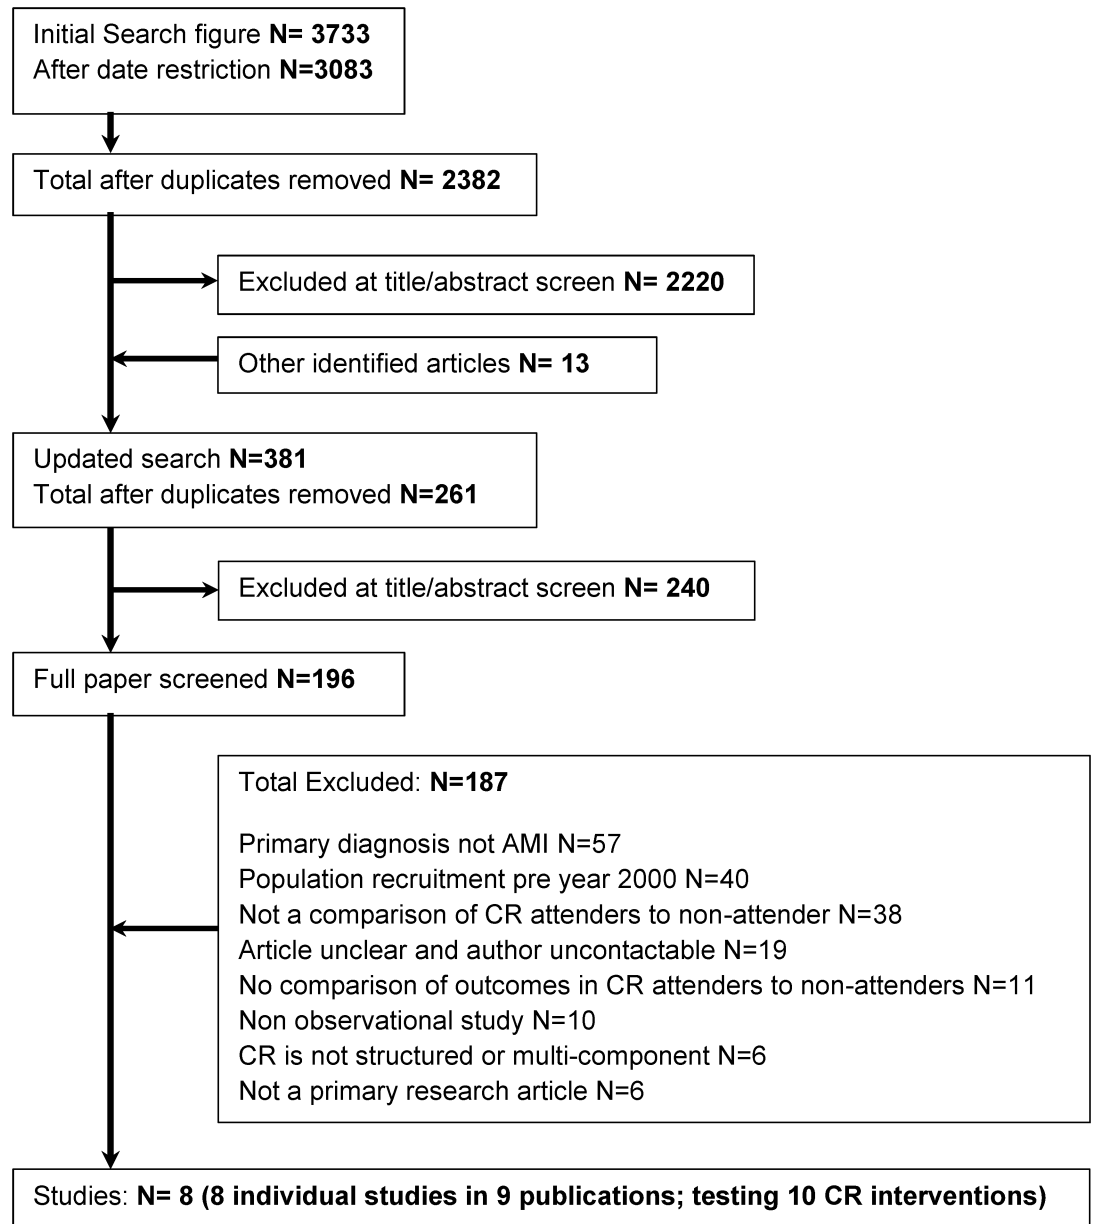 Initial Search figure N= 3733
After date restriction N=3083
Total after duplicates removed N= 2382
Excluded at title/abstract screen N= 2220
Other identified articles N= 13
Updated search N=381
Total after duplicates removed N=261
Excluded at title/abstract screen N= 240
Full paper screened N=196
Total Excluded: N=187
Primary diagnosis not AMI N=57
Population recruitment pre year 2000 N=40
Not a comparison of CR attenders to non-attender N=38
Article unclear and author uncontactable N=19
No comparison of outcomes in CR attenders to non-attenders N=11
Non observational study N=10
CR is not structured or multi-component N=6
Not a primary research article N=6
Studies: N= 8 (8 individual studies in 9 publications; testing 10 CR interventions)